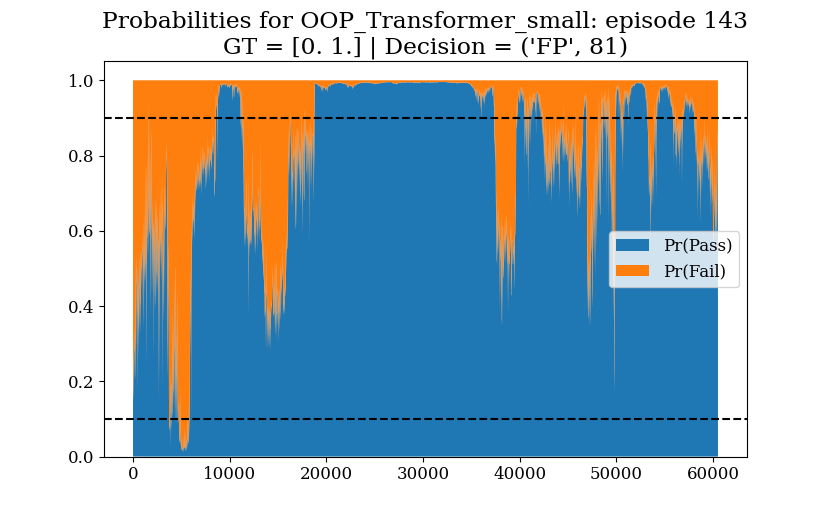 Probabilities for OOP_Transformer_small: episode 143
GT = [0. 1.] | Decision = ('FP', 81)
1.0
0.8
0.6
0.4
0.2
0.0
Pr(Pass)
Pr(Fail)
0 10000 20000 30000 40000 50000 60000